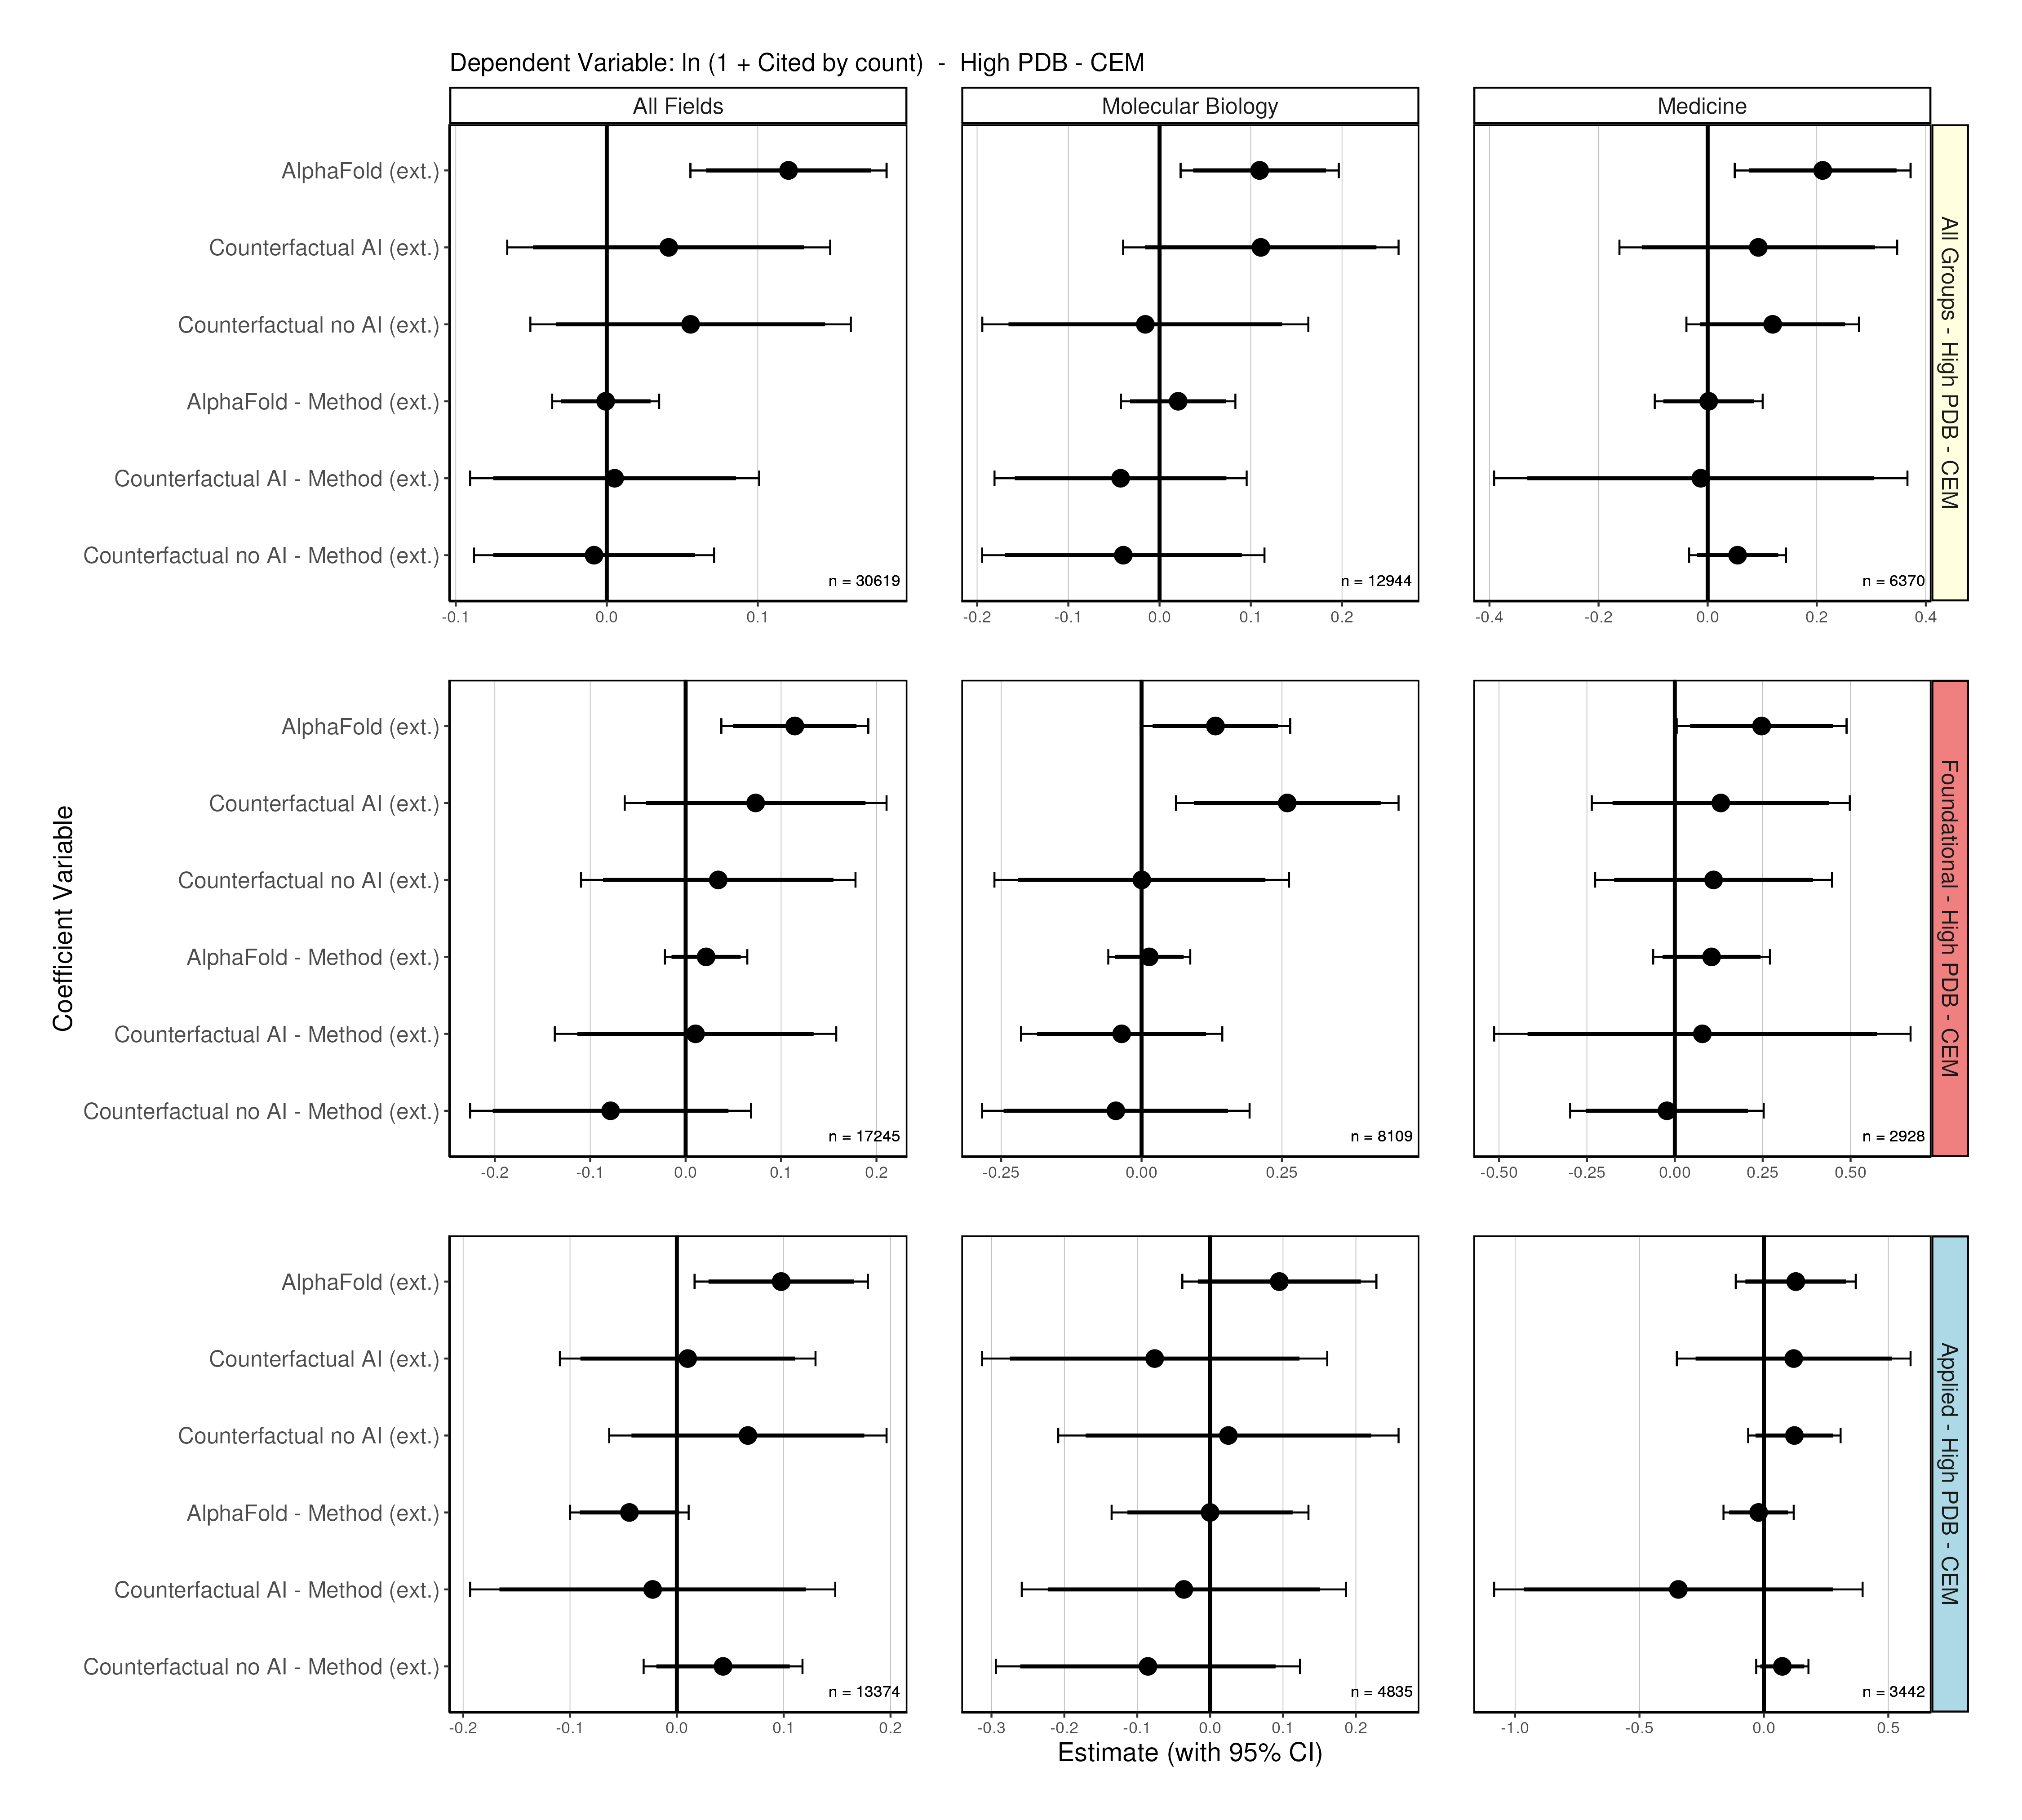 Dependent Variable: ln (1 + Cited by count)  -  High PDB - CEM
All Fields
Molecular Biology
Medicine
AlphaFold (ext.)
Counterfactual AI (ext.)
Counterfactual no AI (ext.)
AlphaFold - Method (ext.)
Counterfactual AI - Method (ext.)
Counterfactual no AI - Method (ext.)
n = 30619
n = 12944
n = 6370
All Groups - High PDB - CEM
-0.1 0.0 0.1
-0.2 -0.1 0.0 0.1 0.2
-0.4 -0.2 0.0 0.2 0.4
Coefficient Variable
AlphaFold (ext.)
Counterfactual AI (ext.)
Counterfactual no AI (ext.)
AlphaFold - Method (ext.)
Counterfactual AI - Method (ext.)
Counterfactual no AI - Method (ext.)
n = 17245
n = 8109
n = 2928
Foundational - High PDB - CEM
-0.2 -0.1 0.0 0.1 0.2
-0.25 0.00 0.25
-0.50 -0.25 0.00 0.25 0.50
AlphaFold (ext.)
Counterfactual AI (ext.)
Counterfactual no AI (ext.)
AlphaFold - Method (ext.)
Counterfactual AI - Method (ext.)
Counterfactual no AI - Method (ext.)
n = 13374
n = 4835
n = 3442
Applied - High PDB - CEM
-0.2 -0.1 0.0 0.1 0.2
-0.3 -0.2 -0.1 0.0 0.1 0.2
-1.0 -0.5 0.0 0.5
Estimate (with 95% CI)